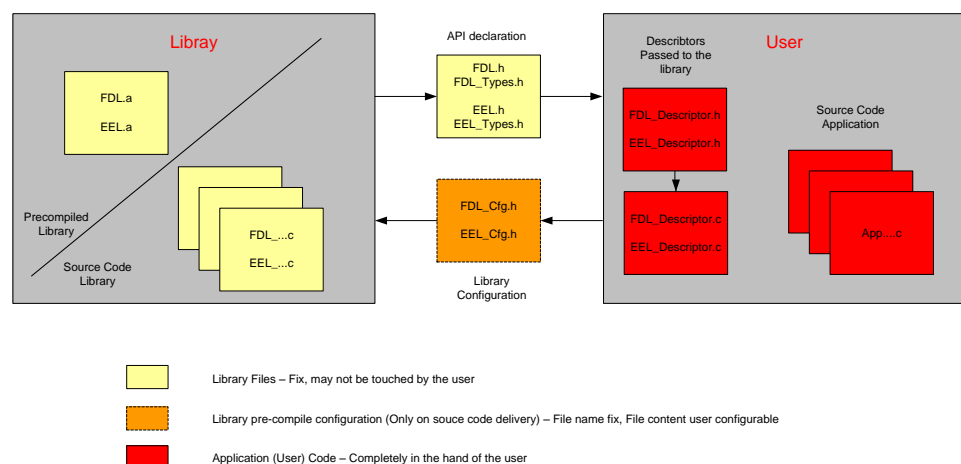 Libray
FDL.a
EEL.a
Precompiled
Library
Source Code
Library
FDL_...c
EEL_...c
API declaration
FDL.h
FDL_Types.h
EEL.h
EEL_Types.h
FDL_Cfg.h
EEL_Cfg.h
Library
Configuration
User
Describtors
Passed to the
library
FDL_Descriptor.h
EEL_Descriptor.h
FDL_Descriptor.c
EEL_Descriptor.c
Source Code
Application
App....c
Library Files – Fix, may not be touched by the user
Library pre-compile configuration (Only on souce code delivery) – File name fix, File content user configurable
Application (User) Code – Completely in the hand of the user